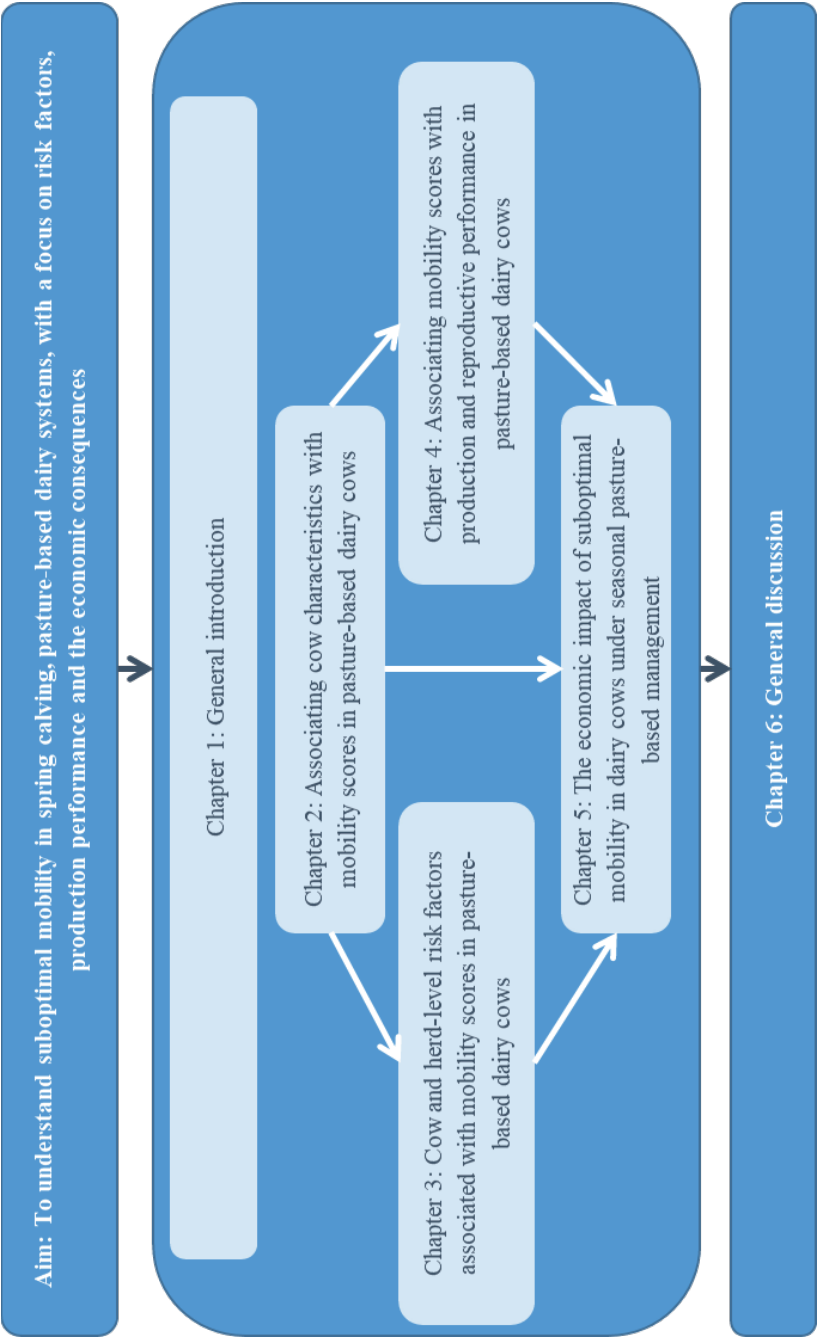 Aim: To understand suboptimal mobility in spring calving, pasture-based dairy systems, with a focus on risk factors,
production performance and the economic consequences
Chapter 1: General introduction
Chapter 2: Associating cow characteristics with
mobility scores in pasture-based dairy cows
Chapter 3: Cow and herd-level risk factors
associated with mobility scores in pasture-
based dairy cows
Chapter 4: Associating mobility scores with
production and reproductive performance in
pasture-based dairy cows
Chapter 5: The economic impact of suboptimal
mobility in dairy cows under seasonal pasture-
based management
Chapter 6: General discussion